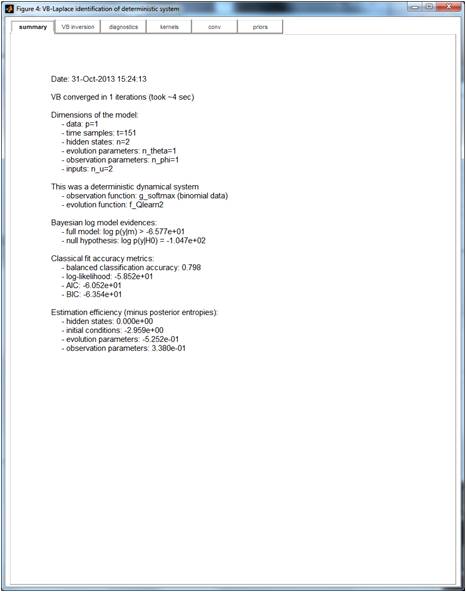 Figure 4: VB-Laplace identification of deterministic system
summary VB inversion diagnostics kernels conv priors
Date: 31-Oct-2013 15:24:13
VB converged in 1 iterations (took ~4 sec)
Dimensions of the model:
- data: p=1
- time samples: t=151
- hidden states: n=2
- evolution parameters: n_theta=1
- observation parameters: n_phi=1
- inputs: n_u=2
This was a deterministic dynamical system
- observation function: g_softmax (binomial data)
- evolution function: f_Qlearn2
Bayesian log model evidences:
- full model: log p(y|m) > -6.577e+01
- null hypothesis: log p(y|H0) = -1.047e+02
Classical fit accuracy metrics:
- balanced classification accuracy: 0.798
- log-likelihood: -5.852e+01
- AIC: -6.052e+01
- BIC: -6.354e+01
Estimation efficiency (minus posterior entropies):
- hidden states: 0.000e+00
- initial conditions: -2.959e+00
- evolution parameters: -5.252e-01
- observation parameters: 3.380e-01